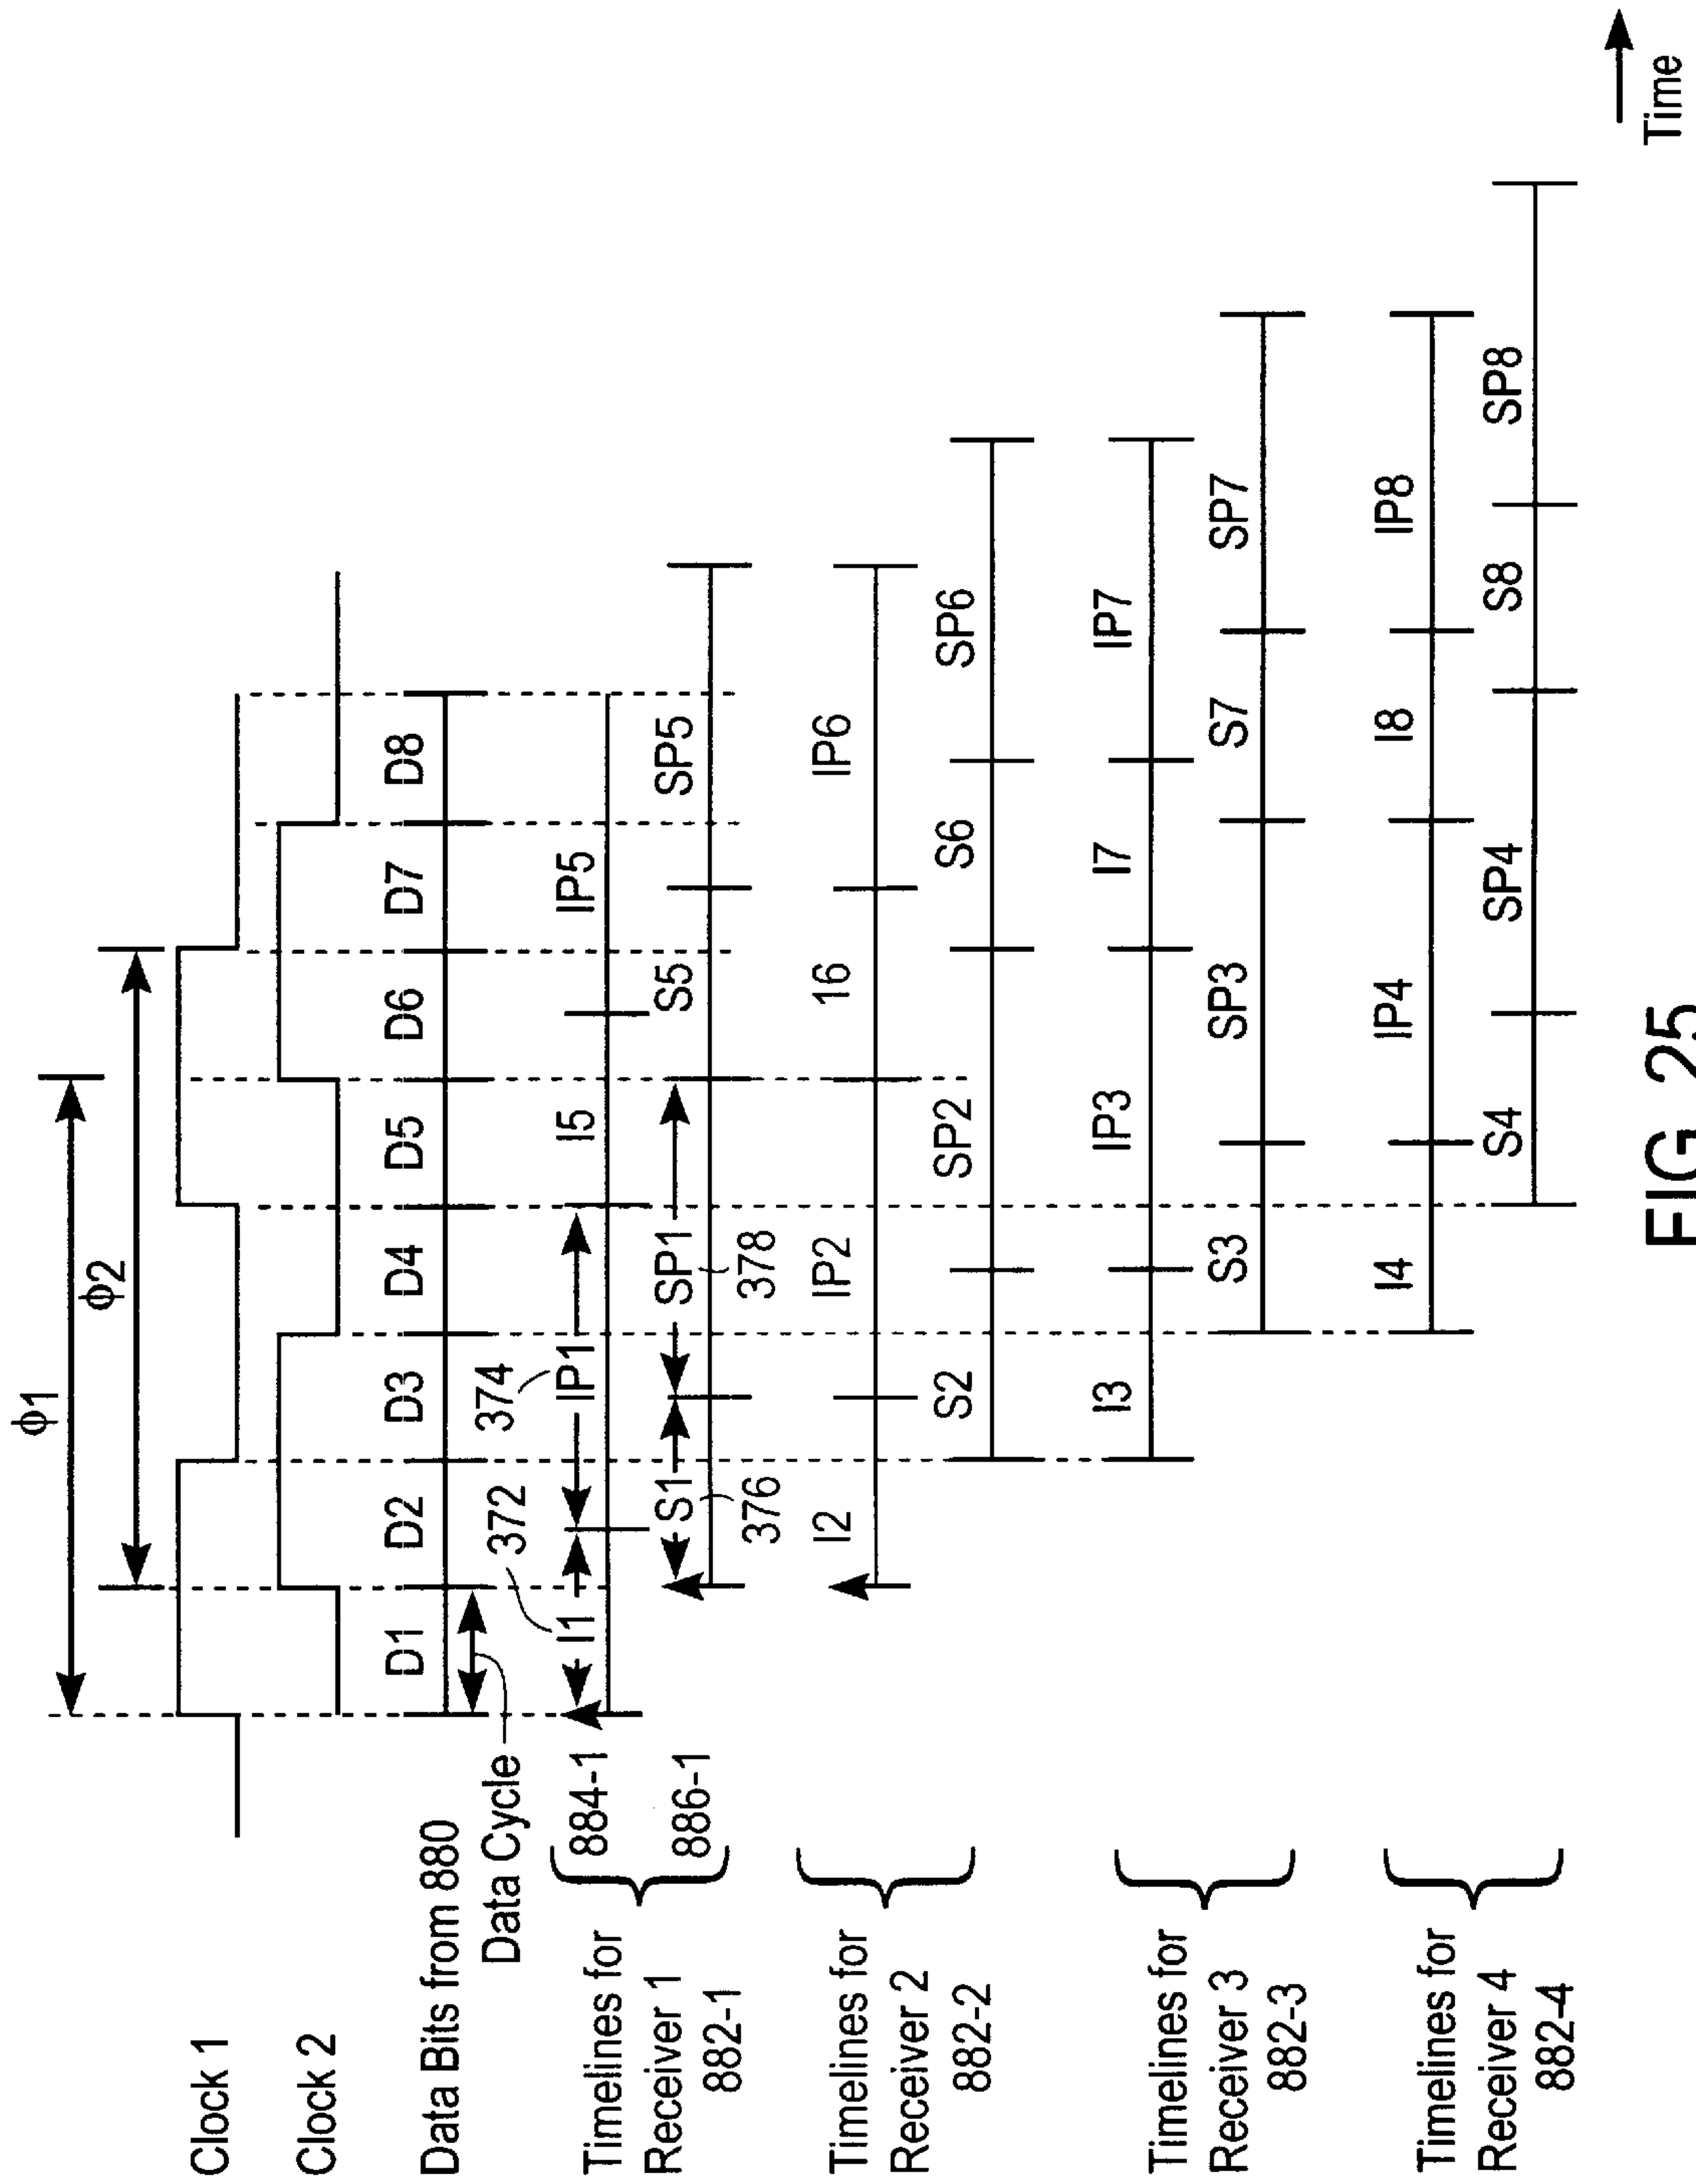 ϕ1
ϕ2
Clock 1
Clock 2
D1 D2 D3 D4 D5 D6 D7 D8
Data Bits from 880
Data Cycle
372 374
884-1 I1 IP1 I5 IP5
Timelines for
Receiver 1
882-1
886-1 S1 SP1 S5 SP5
376 378
I2 IP2 16 IP6
Timelines for
Receiver 2
882-2
S2 SP2 S6 SP6
I3 IP3 I7 IP7
Timelines for
Receiver 3
882-3
S3 SP3 S7 SP7
I4 IP4 I8 IP8
Timelines for
Receiver 4
882-4
S4 SP4 S8 SP8
Time
FIG. 25